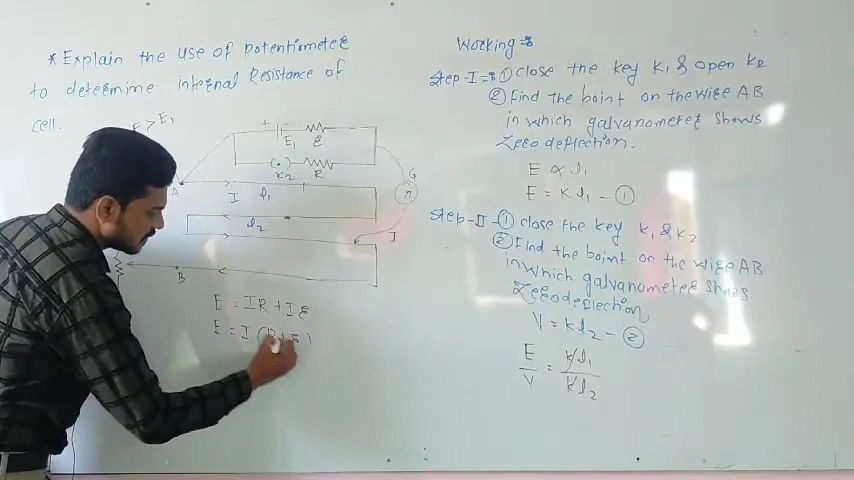 * Explain the use of potentiometer
to determine internal Resistance of
cell.
E > E1
+
E1
r
K2
R
G
A
I
l1
l2
J
B
E = IR + Ir
E = I (R + r)
Working :-
Step-I = ① Close the key K1 & open K2
② Find the point on the wire AB
in which galvanometer shows
Zero deflection.
E ∝ l1
E = K l1 - ①
Step-II - ① close the key K1 & K2
② Find the point on the wire AB
in which galvanometer shows
Zero deflection
V = K l2 - ②
E/V = K l1 / K l2